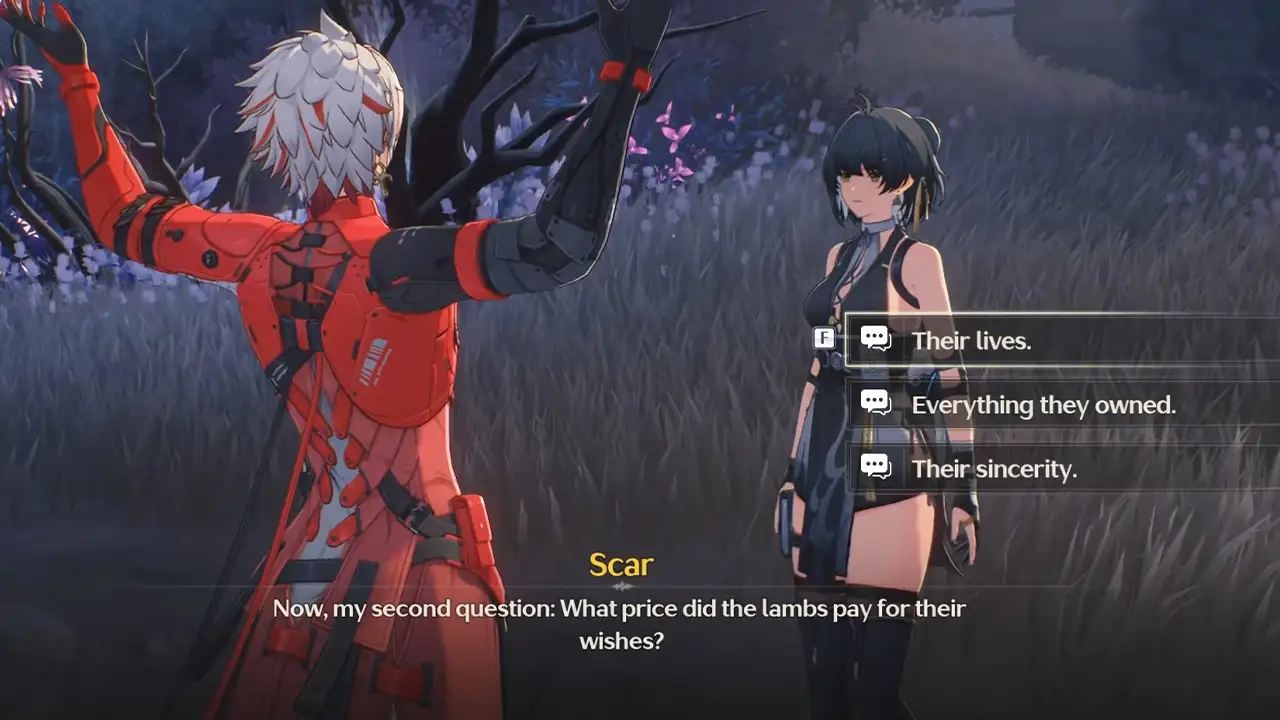 F
Their lives.
Everything they owned.
Their sincerity.
Scar
Now, my second question: What price did the lambs pay for their
wishes?